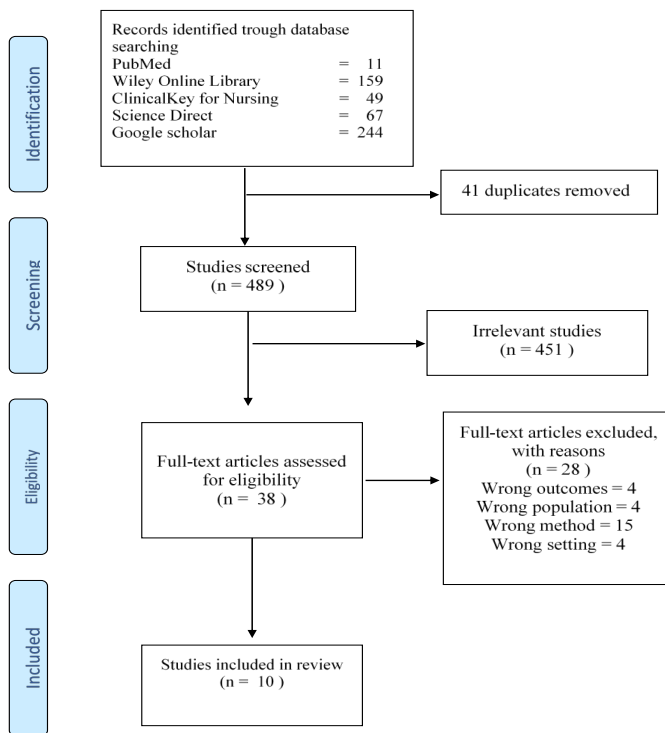 Records identified trough database
searching
PubMed = 11
Wiley Online Library = 159
ClinicalKey for Nursing = 49
Science Direct = 67
Google scholar = 244
Identification
41 duplicates removed
Screening
Studies screened
(n = 489 )
Irrelevant studies
(n = 451 )
Eligibility
Full-text articles assessed
for eligibility
(n = 38 )
Full-text articles excluded,
with reasons
(n = 28 )
Wrong outcomes = 4
Wrong population = 4
Wrong method = 15
Wrong setting = 4
Included
Studies included in review
(n = 10 )